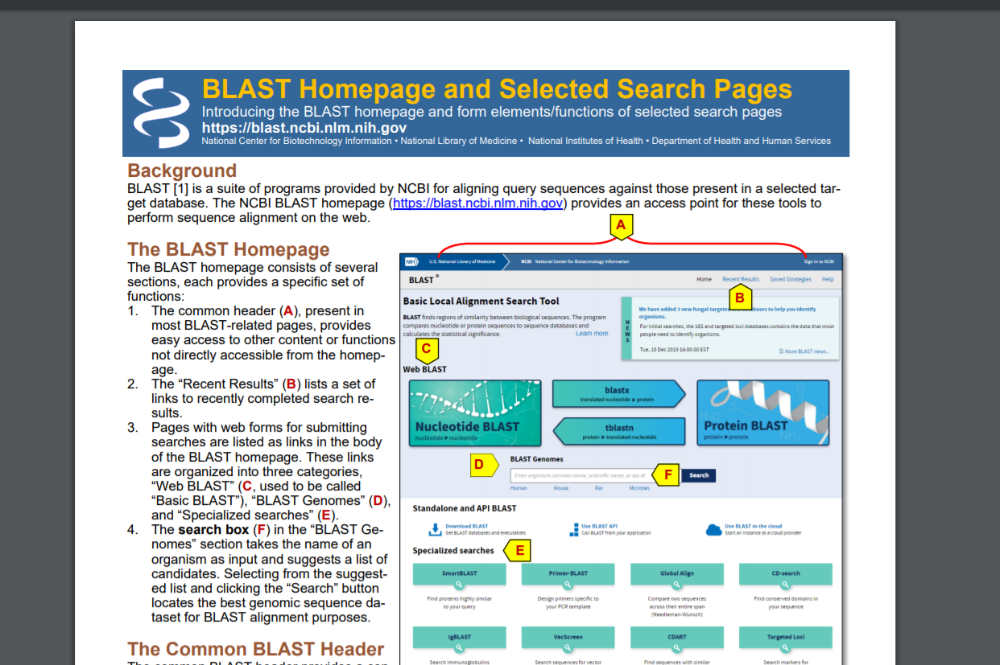 BLAST Homepage and Selected Search Pages
Introducing the BLAST homepage and form elements/functions of selected search pages
https://blast.ncbi.nlm.nih.gov
National Center for Biotechnology Information • National Library of Medicine • National Institutes of Health • Department of Health and Human Services
Background
BLAST [1] is a suite of programs provided by NCBI for aligning query sequences against those present in a selected tar-
get database. The NCBI BLAST homepage (https://blast.ncbi.nlm.nih.gov) provides an access point for these tools to
perform sequence alignment on the web.
The BLAST Homepage
The BLAST homepage consists of several
sections, each provides a specific set of
functions:
1. The common header (A), present in
most BLAST-related pages, provides
easy access to other content or functions
not directly accessible from the homep-
age.
2. The “Recent Results” (B) lists a set of
links to recently completed search re-
sults.
3. Pages with web forms for submitting
searches are listed as links in the body
of the BLAST homepage. These links
are organized into three categories,
“Web BLAST” (C, used to be called
“Basic BLAST”), “BLAST Genomes” (D),
and “Specialized searches” (E).
4. The search box (F) in the “BLAST Ge-
nomes” section takes the name of an
organism as input and suggests a list of
candidates. Selecting from the suggest-
ed list and clicking the “Search” button
locates the best genomic sequence da-
taset for BLAST alignment purposes.
The Common BLAST Header
The common BLAST header provides a con-
A
NIH U.S. National Library of Medicine NCBI National Center for Biotechnology Information Sign in to NCBI
BLAST ® Home Recent Results Saved Strategies Help
B
Basic Local Alignment Search Tool
BLAST finds regions of similarity between biological sequences. The program
compares nucleotide or protein sequences to sequence databases and
calculates the statistical significance. Learn more
NEWS
We have added 3 new fungal targeted databases to help you identify
organisms.
For initial searches, the 16S and targeted loci databases contains the data that most
people need to identify organisms.
Tue, 10 Dec 2019 16:00:00 EST More BLAST news...
C
Web BLAST
Nucleotide BLAST
nucleotide ▸ nucleotide
blastx
translated nucleotide ▸ protein
tblastn
protein ▸ translated nucleotide
Protein BLAST
protein ▸ protein
D
BLAST Genomes
Enter organism common name, scientific name, or tax id F Search
Human Mouse Rat Microbes
Standalone and API BLAST
Download BLAST
Get BLAST databases and executables
Use BLAST API
Call BLAST from your application
Use BLAST in the cloud
Start an instance at a cloud provider
Specialized searches E
SmartBLAST
Find proteins highly similar
to your query
Primer-BLAST
Design primers specific to
your PCR template
Global Align
Compare two sequences
across their entire span
(Needleman-Wunsch)
CD-search
Find conserved domains in
your sequence
IgBLAST
Search immunoglobulins
VecScreen
Search sequences for vector
CDART
Find sequences with similar
Targeted Loci
Search markers for